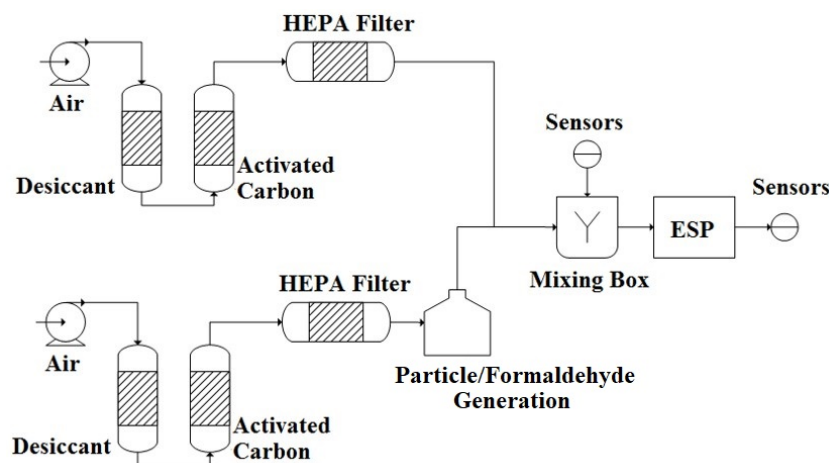 HEPA Filter
Air
Desiccant
Activated
Carbon
Sensors
Sensors
ESP
Mixing Box
HEPA Filter
Air
Desiccant
Activated
Carbon
Particle/Formaldehyde
Generation